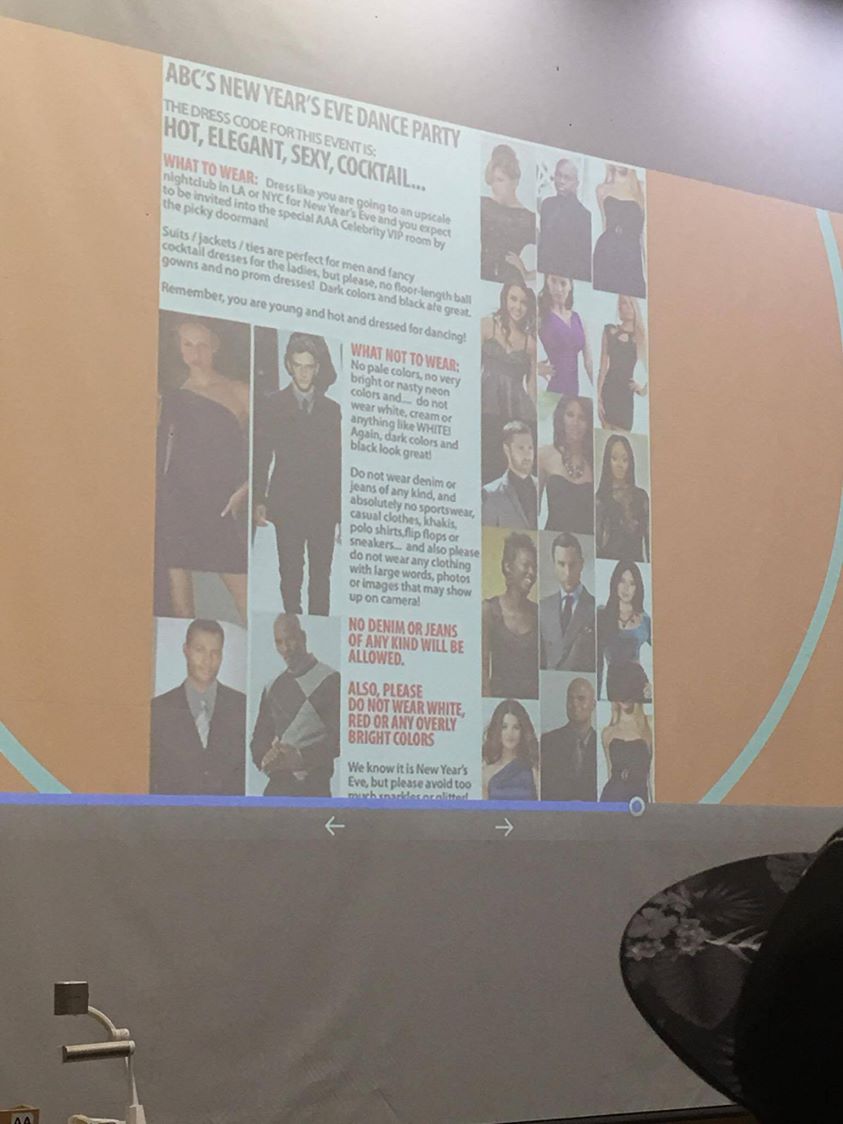 ABC'S NEW YEAR'S EVE DANCE PARTY
THE DRESS CODE FOR THIS EVENT IS:
HOT, ELEGANT, SEXY, COCKTAIL...
WHAT TO WEAR: Dress like you are going to an upscale
nightclub in LA or NYC for New Year's Eve and you expect
to be invited into the special AAA Celebrity VIP room by
the picky doorman!
Suits / jackets / ties are perfect for men and fancy
cocktail dresses for the ladies, but please, no floor-length ball
gowns and no prom dresses! Dark colors and black are great.
Remember, you are young and hot and dressed for dancing!
WHAT NOT TO WEAR:
No pale colors, no very
bright or nasty neon
colors and.... do not
wear white, cream or
anything like WHITE!
Again, dark colors and
black look great!
Do not wear denim or
jeans of any kind, and
absolutely no sportswear,
casual clothes, khakis,
polo shirts,flip flops or
sneakers.... and also please
do not wear any clothing
with large words, photos
or images that may show
up on camera!
NO DENIM OR JEANS
OF ANY KIND WILL BE
ALLOWED.
ALSO, PLEASE
DO NOT WEAR WHITE,
RED OR ANY OVERLY
BRIGHT COLORS
We know it is New Year's
Eve, but please avoid too
much sparkles or glitter!
AA